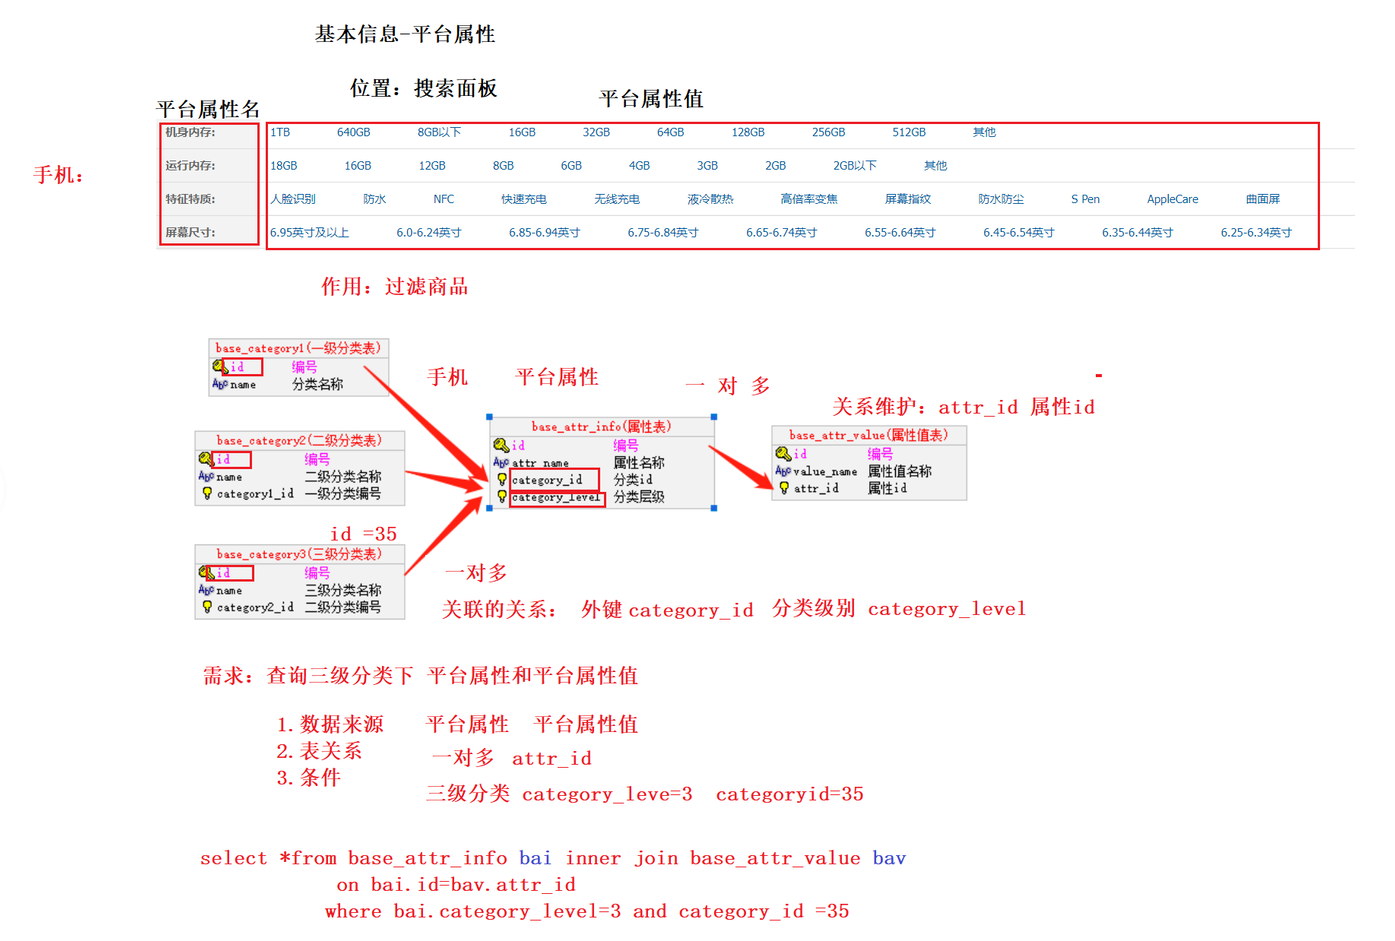 基本信息-平台属性
位置：搜索面板
平台属性名
平台属性值
手机：
机身内存: 1TB 640GB 8GB以下 16GB 32GB 64GB 128GB 256GB 512GB 其他
运行内存: 18GB 16GB 12GB 8GB 6GB 4GB 3GB 2GB 2GB以下 其他
特征特质: 人脸识别 防水 NFC 快速充电 无线充电 液冷散热 高倍率变焦 屏幕指纹 防水防尘 S Pen AppleCare 曲面屏
屏幕尺寸: 6.95英寸及以上 6.0-6.24英寸 6.85-6.94英寸 6.75-6.84英寸 6.65-6.74英寸 6.55-6.64英寸 6.45-6.54英寸 6.35-6.44英寸 6.25-6.34英寸
作用：过滤商品
base_category1(一级分类表)
id 编号
Abc name 分类名称
手机 平台属性 一 对 多
关系维护：attr_id 属性id
base_category2(二级分类表)
id 编号
Abc name 二级分类名称
category1_id 一级分类编号
base_attr_info(属性表)
id 编号
Abc attr_name 属性名称
category_id 分类id
category_level 分类层级
base_attr_value(属性值表)
id 编号
Abc value_name 属性值名称
attr_id 属性id
id =35
base_category3(三级分类表)
id 编号
Abc name 三级分类名称
category2_id 二级分类编号
一对多
关联的关系： 外键 category_id 分类级别 category_level
需求：查询三级分类下 平台属性和平台属性值
1.数据来源 平台属性 平台属性值
2.表关系 一对多 attr_id
3.条件
三级分类 category_leve=3 categoryid=35
select *from base_attr_info bai inner join base_attr_value bav
on bai.id=bav.attr_id
where bai.category_level=3 and category_id =35